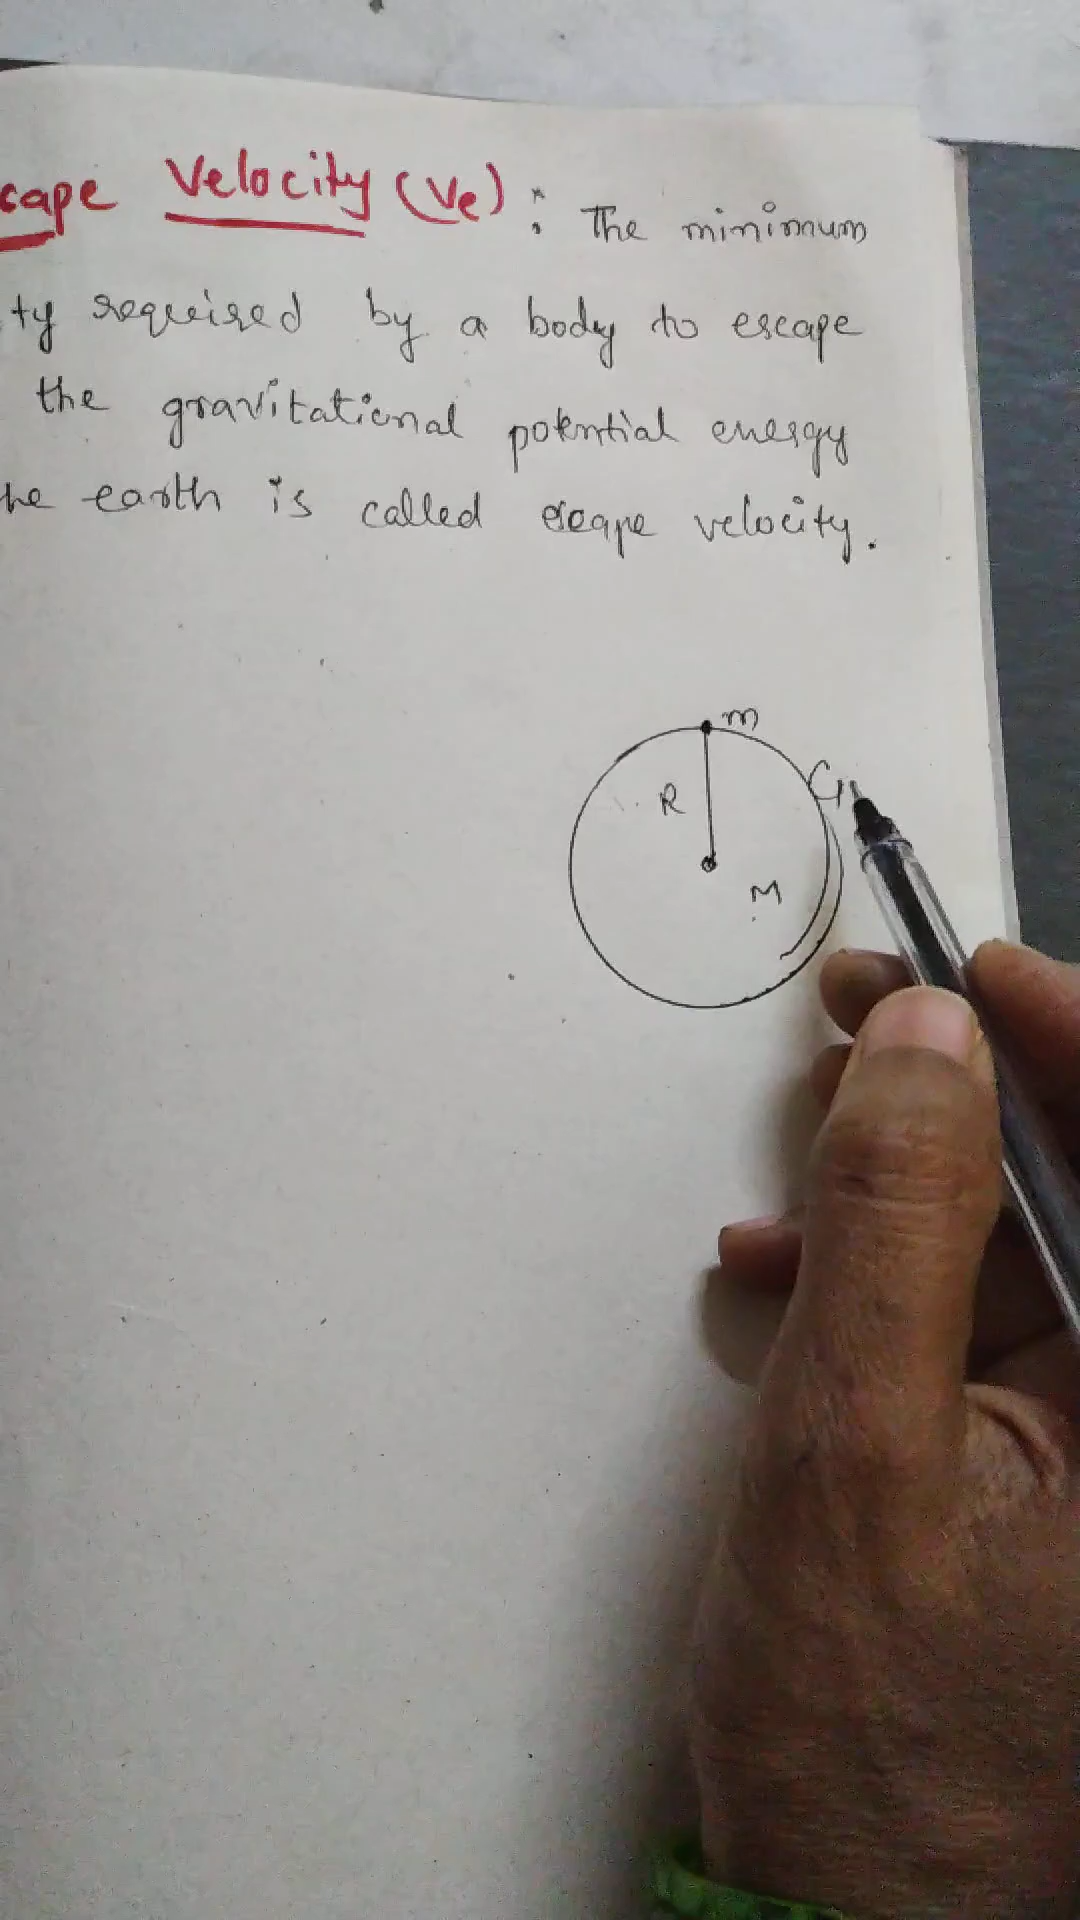 cape Velocity (Ve) : The minimum
ty required by a body to escape
the gravitational potential energy
he earth is called escape velocity.
m
R
M